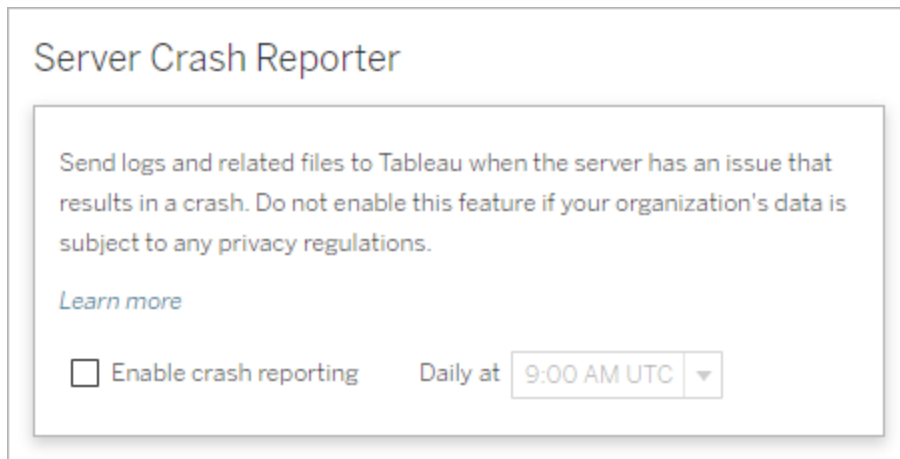 Server Crash Reporter
Send logs and related files to Tableau when the server has an issue that
results in a crash. Do not enable this feature if your organization's data is
subject to any privacy regulations.
Learn more
Enable crash reporting Daily at 9:00 AM UTC